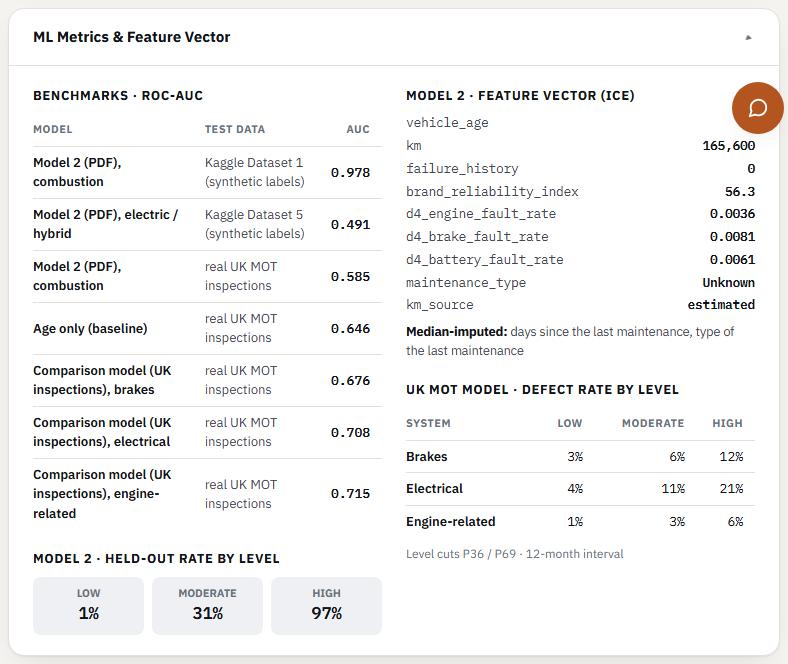 ML Metrics & Feature Vector
BENCHMARKS · ROC-AUC
MODEL TEST DATA AUC
Model 2 (PDF),
combustion
Kaggle Dataset 1
(synthetic labels)
0.978
Model 2 (PDF), electric /
hybrid
Kaggle Dataset 5
(synthetic labels)
0.491
Model 2 (PDF),
combustion
real UK MOT
inspections
0.585
Age only (baseline)
real UK MOT
inspections
0.646
Comparison model (UK
inspections), brakes
real UK MOT
inspections
0.676
Comparison model (UK
inspections), electrical
real UK MOT
inspections
0.708
Comparison model (UK
inspections), engine-
related
real UK MOT
inspections
0.715
MODEL 2 · HELD-OUT RATE BY LEVEL
LOW
1%
MODERATE
31%
HIGH
97%
MODEL 2 · FEATURE VECTOR (ICE)
vehicle_age
km 165,600
failure_history 0
brand_reliability_index 56.3
d4_engine_fault_rate 0.0036
d4_brake_fault_rate 0.0081
d4_battery_fault_rate 0.0061
maintenance_type Unknown
km_source estimated
Median-imputed: days since the last maintenance, type of
the last maintenance
UK MOT MODEL · DEFECT RATE BY LEVEL
SYSTEM LOW MODERATE HIGH
Brakes 3% 6% 12%
Electrical 4% 11% 21%
Engine-related 1% 3% 6%
Level cuts P36 / P69 · 12-month interval